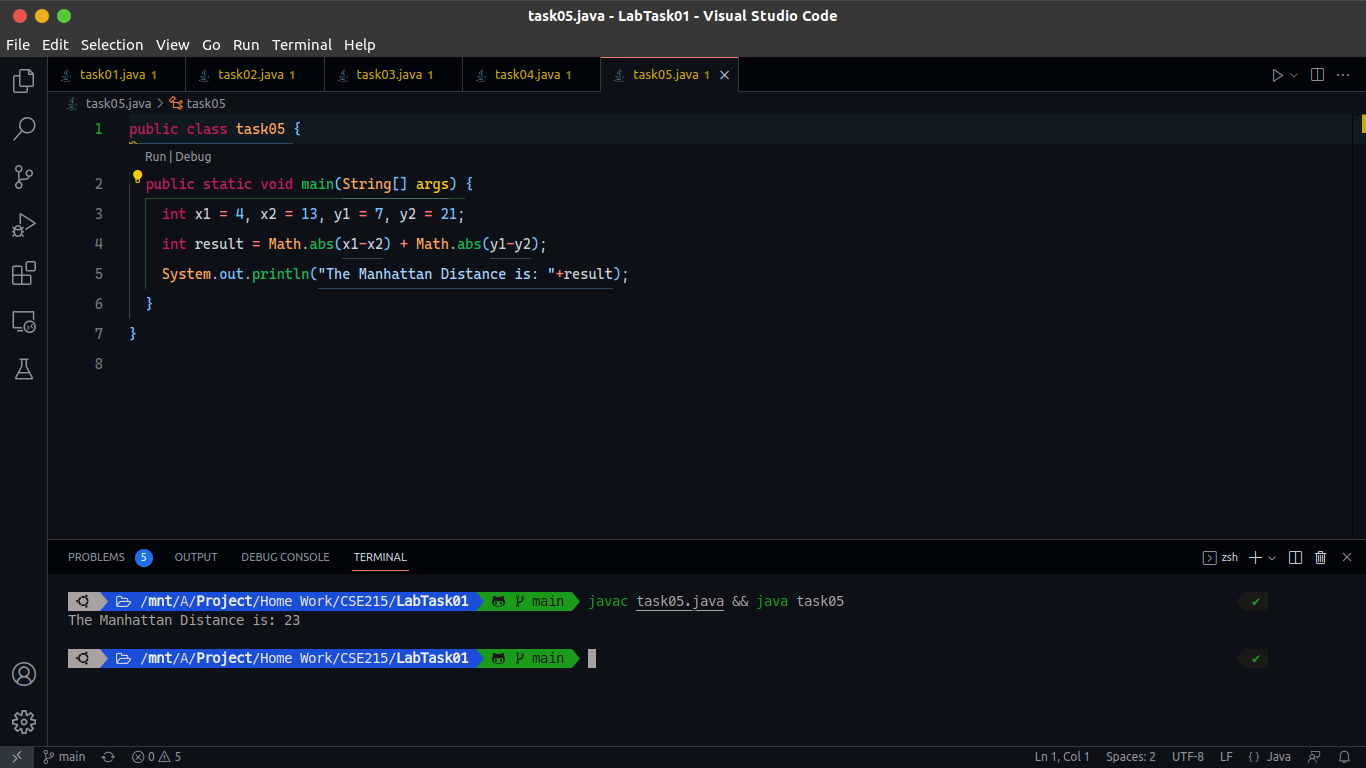 task05.java - LabTask01 - Visual Studio Code
File Edit Selection View Go Run Terminal Help
task01.java 1 task02.java 1 task03.java 1 task04.java 1 task05.java 1
task05.java > task05
1 public class task05 {
Run | Debug
2 public static void main(String[] args) {
3 int x1 = 4, x2 = 13, y1 = 7, y2 = 21;
4 int result = Math.abs(x1-x2) + Math.abs(y1-y2);
5 System.out.println("The Manhattan Distance is: "+result);
6 }
7 }
8
PROBLEMS 5 OUTPUT DEBUG CONSOLE TERMINAL zsh
/mnt/A/Project/Home Work/CSE215/LabTask01 main javac task05.java && java task05 ✔
The Manhattan Distance is: 23
/mnt/A/Project/Home Work/CSE215/LabTask01 main ✔
main 0 5 Ln 1, Col 1 Spaces: 2 UTF-8 LF {} Java